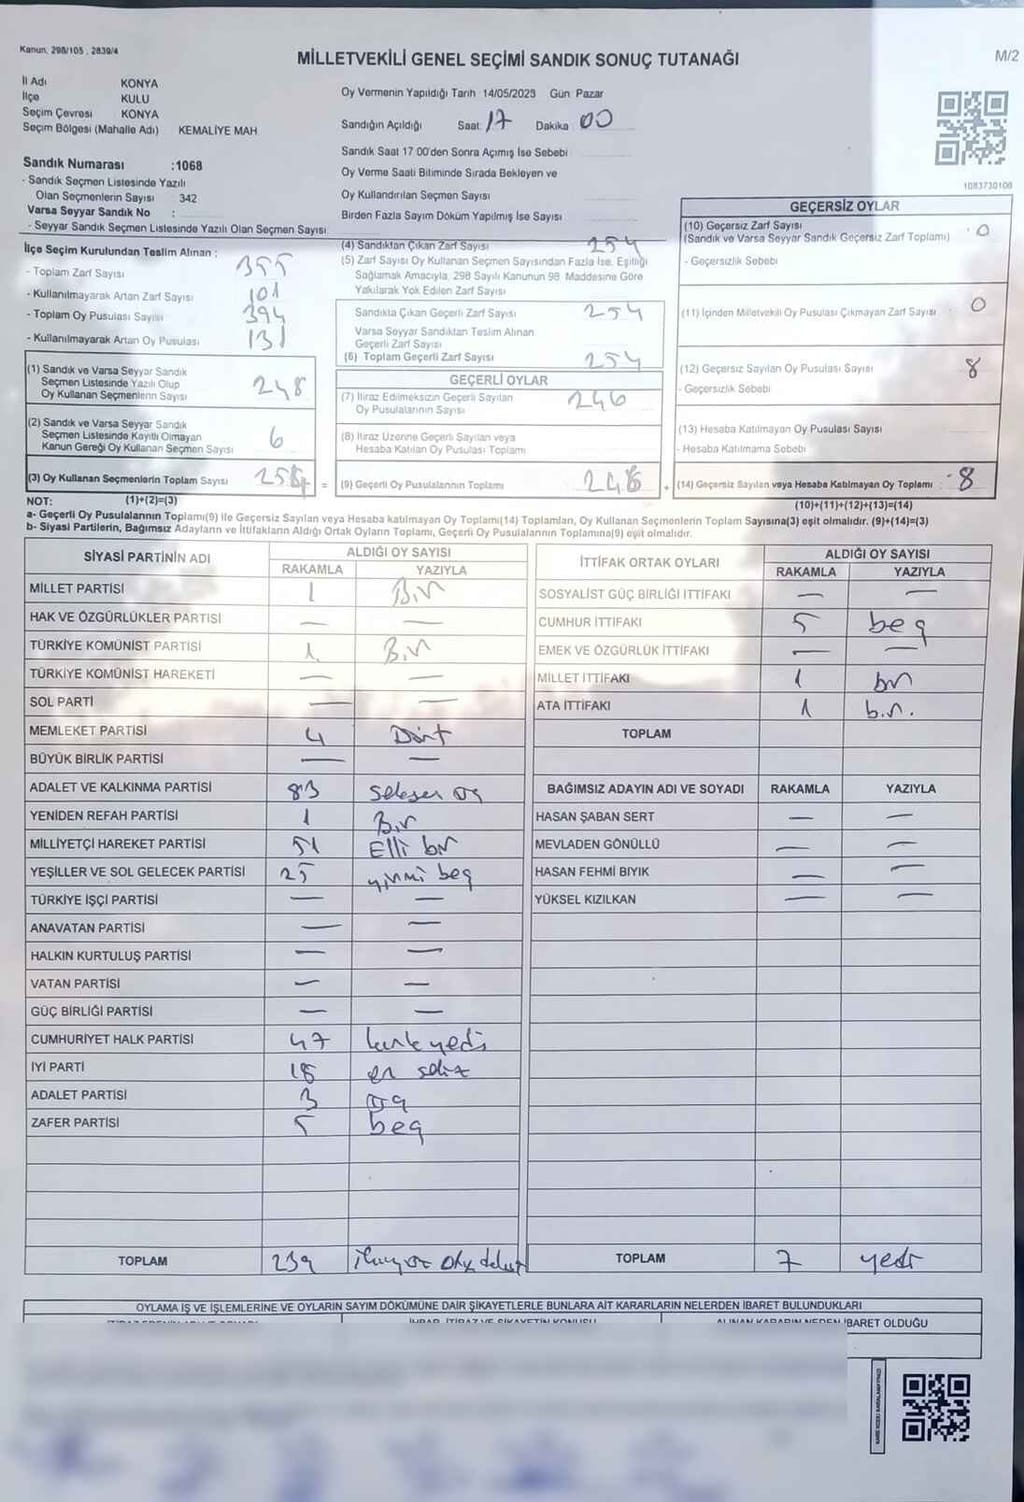 Kanun. 298/105 . 2839/4
MİLLETVEKİLİ GENEL SEÇİMİ SANDIK SONUÇ TUTANAĞI
M/2
İl Adı KONYA
İlçe KULU
Seçim Çevresi KONYA
Seçim Bölgesi (Mahalle Adı) KEMALİYE MAH
Oy Vermenin Yapıldığı Tarih 14/05/2023 Gün Pazar
Sandığın Açıldığı Saat 17 Dakika 00
Sandık Saat 17 00'den Sonra Açımış İse Sebebi
Oy Verme Saati Bitiminde Sırada Bekleyen ve
Oy Kullandırılan Seçmen Sayısı
Birden Fazla Sayım Döküm Yapılmış İse Sayısı
1083730106
Sandık Numarası :1068
- Sandık Seçmen Listesinde Yazılı
Olan Seçmenlerin Sayısı 342
Varsa Seyyar Sandık No :
- Seyyar Sandık Seçmen Listesinde Yazılı Olan Seçmen Sayısı
İlçe Seçim Kurulundan Teslim Alınan :
- Toplam Zarf Sayısı 355
- Kullanılmayarak Artan Zarf Sayısı 101
- Toplam Oy Pusulası Sayısı 394
- Kullanılmayarak Artan Oy Pusulası 131
(1) Sandık ve Varsa Seyyar Sandık
Seçmen Listesinde Yazılı Olup
Oy Kullanan Seçmenlerin Sayısı 248
(2) Sandık ve Varsa Seyyar Sandık
Seçmen Listesinde Kayıtlı Olmayan
Kanun Gereği Oy Kullanan Seçmen Sayısı 6
(3) Oy Kullanan Seçmenlerin Toplam Sayısı 254 =
(4) Sandıktan Çıkan Zarf Sayısı 254
(5) Zarf Sayısı Oy Kullanan Seçmen Sayısından Fazla İse, Eşitliği
Sağlamak Amacıyla, 298 Sayılı Kanunun 98 Maddesine Göre
Yakılarak Yok Edilen Zarf Sayısı
Sandıkta Çıkan Geçerli Zarf Sayısı 254
Varsa Seyyar Sandıktan Teslim Alınan
Geçerli Zarf Sayısı
(6) Toplam Geçerli Zarf Sayısı 254
GEÇERLİ OYLAR
(7) İtiraz Edilmeksizin Geçerli Sayılan
Oy Pusulalarının Sayısı 246
(8) İtiraz Üzerine Geçerli Sayılan veya
Hesaba Katılan Oy Pusulası Toplamı
(9) Geçerli Oy Pusulalarının Toplamı 246 +
GEÇERSİZ OYLAR
(10) Geçersiz Zarf Sayısı 0
(Sandık ve Varsa Seyyar Sandık Geçersiz Zarf Toplamı)
- Geçersizlik Sebebi
(11) İçinden Milletvekili Oy Pusulası Çıkmayan Zarf Sayısı 0
(12) Geçersiz Sayılan Oy Pusulası Sayısı 8
- Geçersizlik Sebebi
(13) Hesaba Katılmayan Oy Pusulası Sayısı
- Hesaba Katılmama Sebebi
(14) Geçersiz Sayılan veya Hesaba Katılmayan Oy Toplamı 8
NOT: (1)+(2)=(3) (10)+(11)+(12)+(13)=(14)
a- Geçerli Oy Pusulalarının Toplamı(9) ile Geçersiz Sayılan veya Hesaba katılmayan Oy Toplamı(14) Toplamları, Oy Kullanan Seçmenlerin Toplam Sayısına(3) eşit olmalıdır. (9)+(14)=(3)
b- Siyasi Partilerin, Bağımsız Adayların ve İttifakların Aldığı Ortak Oyların Toplamı, Geçerli Oy Pusulalarının Toplamına(9) eşit olmalıdır.
SİYASİ PARTİNİN ADI ALDIĞI OY SAYISI
RAKAMLA YAZIYLA
MİLLET PARTİSİ 1 Bir
HAK VE ÖZGÜRLÜKLER PARTİSİ — —
TÜRKİYE KOMÜNİST PARTİSİ 1 Bir
TÜRKİYE KOMÜNİST HAREKETİ — —
SOL PARTİ — —
MEMLEKET PARTİSİ 4 Dört
BÜYÜK BİRLİK PARTİSİ — —
ADALET VE KALKINMA PARTİSİ 83 seksen üç
YENİDEN REFAH PARTİSİ 1 Bir
MİLLİYETÇİ HAREKET PARTİSİ 51 Elli bir
YEŞİLLER VE SOL GELECEK PARTİSİ 25 yirmi beş
TÜRKİYE İŞÇİ PARTİSİ — —
ANAVATAN PARTİSİ — —
HALKIN KURTULUŞ PARTİSİ — —
VATAN PARTİSİ — —
GÜÇ BİRLİĞİ PARTİSİ — —
CUMHURİYET HALK PARTİSİ 47 kırk yedi
İYİ PARTİ 18 on sekiz
ADALET PARTİSİ 3 üç
ZAFER PARTİSİ 5 beş
TOPLAM 239 ikiyüz otuz dokuz
İTTİFAK ORTAK OYLARI ALDIĞI OY SAYISI
RAKAMLA YAZIYLA
SOSYALİST GÜÇ BİRLİĞİ İTTİFAKI — —
CUMHUR İTTİFAKI 5 beş
EMEK VE ÖZGÜRLÜK İTTİFAKI — —
MİLLET İTTİFAKI 1 bir
ATA İTTİFAKI 1 bir.
TOPLAM
BAĞIMSIZ ADAYIN ADI VE SOYADI RAKAMLA YAZIYLA
HASAN ŞABAN SERT — —
MEVLADEN GÖNÜLLÜ — —
HASAN FEHMİ BIYIK — —
YÜKSEL KIZILKAN — —
TOPLAM 7 yedi
OYLAMA İŞ VE İŞLEMLERİNE VE OYLARIN SAYIM DÖKÜMÜNE DAİR ŞİKAYETLERLE BUNLARA AİT KARARLARIN NELERDEN İBARET BULUNDUKLARI
İHBAR, İTİRAZ VE ŞİKAYETİN KONUSU ALINAN KARARIN NEDEN İBARET OLDUĞU